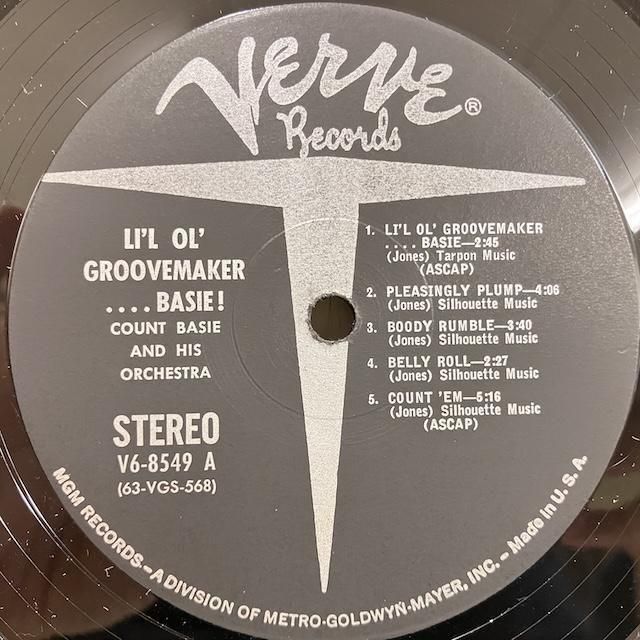 VERVE ®
Records
LI'L OL'
GROOVEMAKER
....BASIE!
COUNT BASIE
AND HIS
ORCHESTRA
STEREO
V6-8549 A
(63-VGS-568)
1. LI'L OL' GROOVEMAKER
....BASIE—2:45
(Jones) Tarpon Music
(ASCAP)
2. PLEASINGLY PLUMP—4:06
(Jones) Silhouette Music
3. BOODY RUMBLE—3:40
(Jones) Silhouette Music
4. BELLY ROLL—2:27
(Jones) Silhouette Music
5. COUNT 'EM—5:16
(Jones) Silhouette Music
(ASCAP)
MGM RECORDS—A DIVISION OF METRO-GOLDWYN-MAYER, INC.—Made in U.S.A.